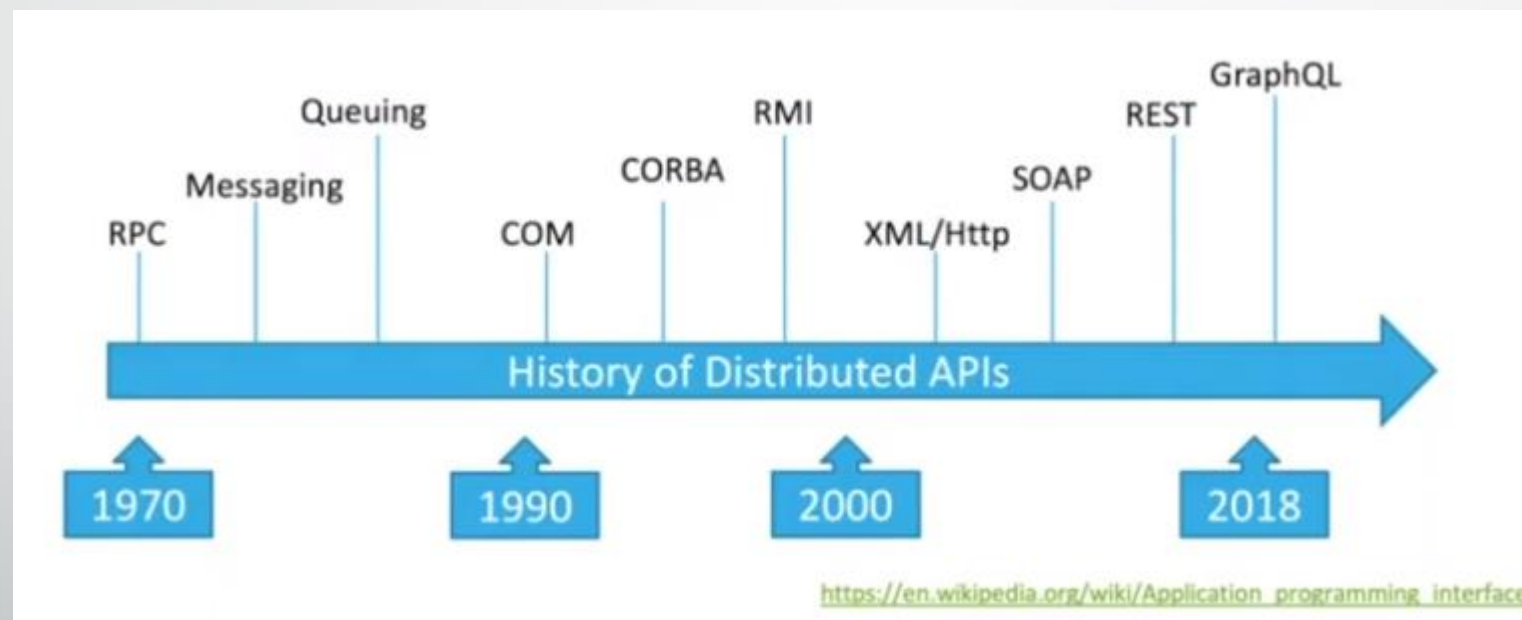 GraphQL
Queuing
RMI
REST
CORBA
SOAP
Messaging
RPC
COM
XML/Http
History of Distributed APIs
1970
1990
2000
2018
https://en.wikipedia.org/wiki/Application_programming_interface